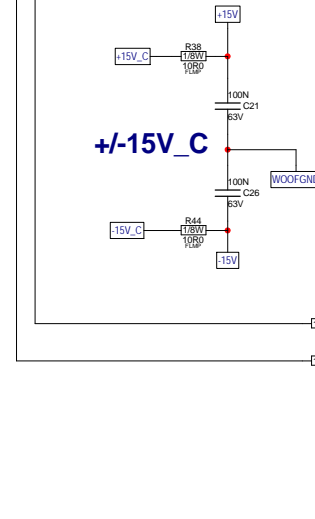 +15V
R38
+15V_C
1/8W
10R0
FLMP
100N
C21
63V
+/-15V_C
WOOFGND
100N
C26
63V
R44
-15V_C
1/8W
10R0
FLMP
-15V